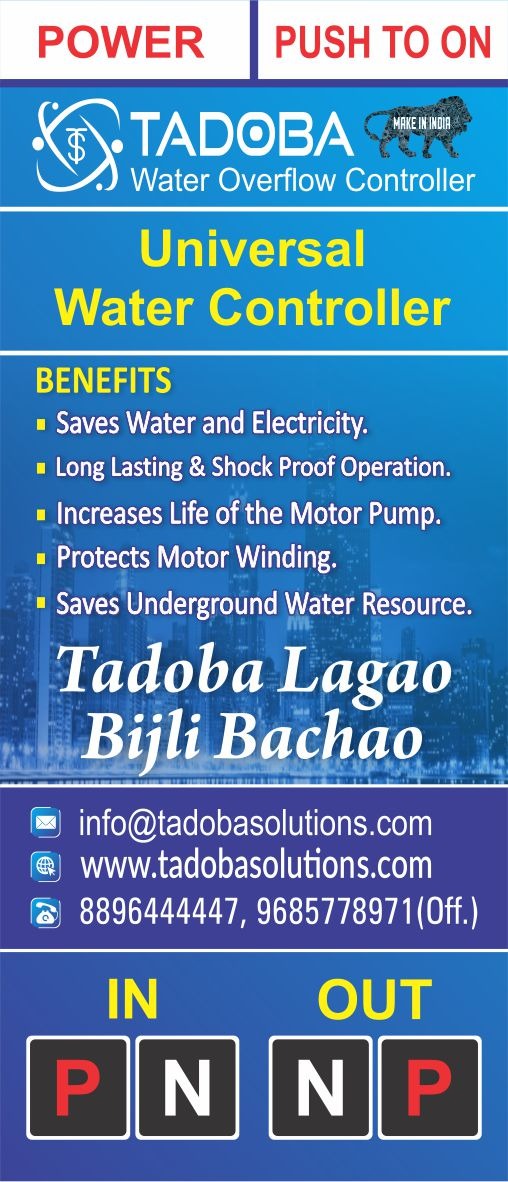 POWER
PUSH TO ON
TS
TADOBA
MAKE IN INDIA
Water Overflow Controller
Universal
Water Controller
BENEFITS
Saves Water and Electricity.
Long Lasting & Shock Proof Operation.
Increases Life of the Motor Pump.
Protects Motor Winding.
Saves Underground Water Resource.
Tadoba Lagao
Bijli Bachao
info@tadobasolutions.com
www.tadobasolutions.com
8896444447, 9685778971(Off.)
IN
OUT
P N N P